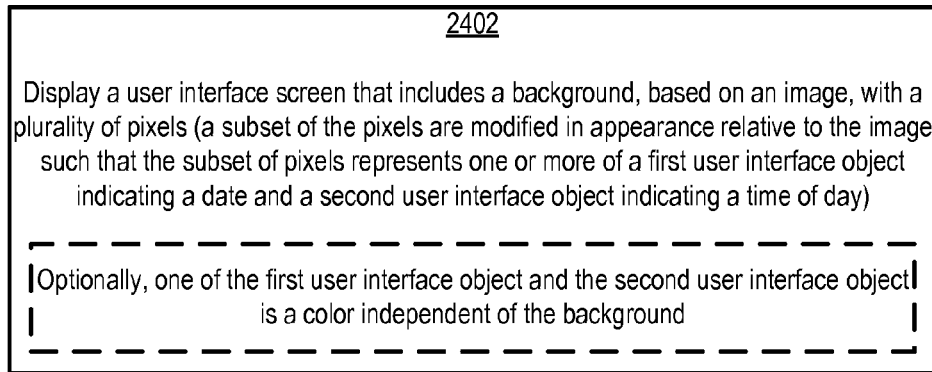 2402
Display a user interface screen that includes a background, based on an image, with a
plurality of pixels (a subset of the pixels are modified in appearance relative to the image
such that the subset of pixels represents one or more of a first user interface object
indicating a date and a second user interface object indicating a time of day)
Optionally, one of the first user interface object and the second user interface object
is a color independent of the background